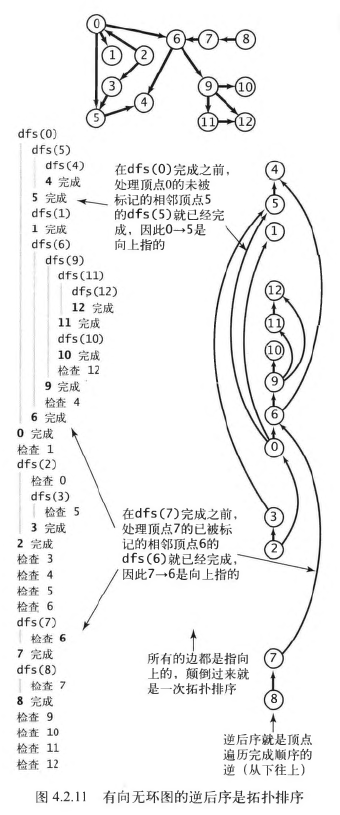 0
6
7
8
1
2
3
9
10
4
5
11
12
dfs(0)
dfs(5)
dfs(4)
4 完成
5 完成
dfs(1)
1 完成
dfs(6)
dfs(9)
dfs(11)
dfs(12)
12 完成
11 完成
dfs(10)
10 完成
检查 12
9 完成
检查 4
6 完成
0 完成
检查 1
dfs(2)
检查 0
dfs(3)
检查 5
3 完成
2 完成
检查 3
检查 4
检查 5
检查 6
dfs(7)
检查 6
7 完成
dfs(8)
检查 7
8 完成
检查 9
检查 10
检查 11
检查 12
在dfs(0)完成之前，
处理顶点0的未被
标记的相邻顶点5
的dfs(5)就已经完
成，因此0→5是
向上指的
在dfs(7)完成之前，
处理顶点7的已被标
记的相邻顶点6的
dfs(6)就已经完成，
因此7→6是向上指的
所有的边都是指向
上的，颠倒过来就
是一次拓扑排序
4
5
1
12
11
10
9
6
0
3
2
7
8
逆后序就是顶点
遍历完成顺序的
逆（从下往上）
图 4.2.11 有向无环图的逆后序是拓扑排序